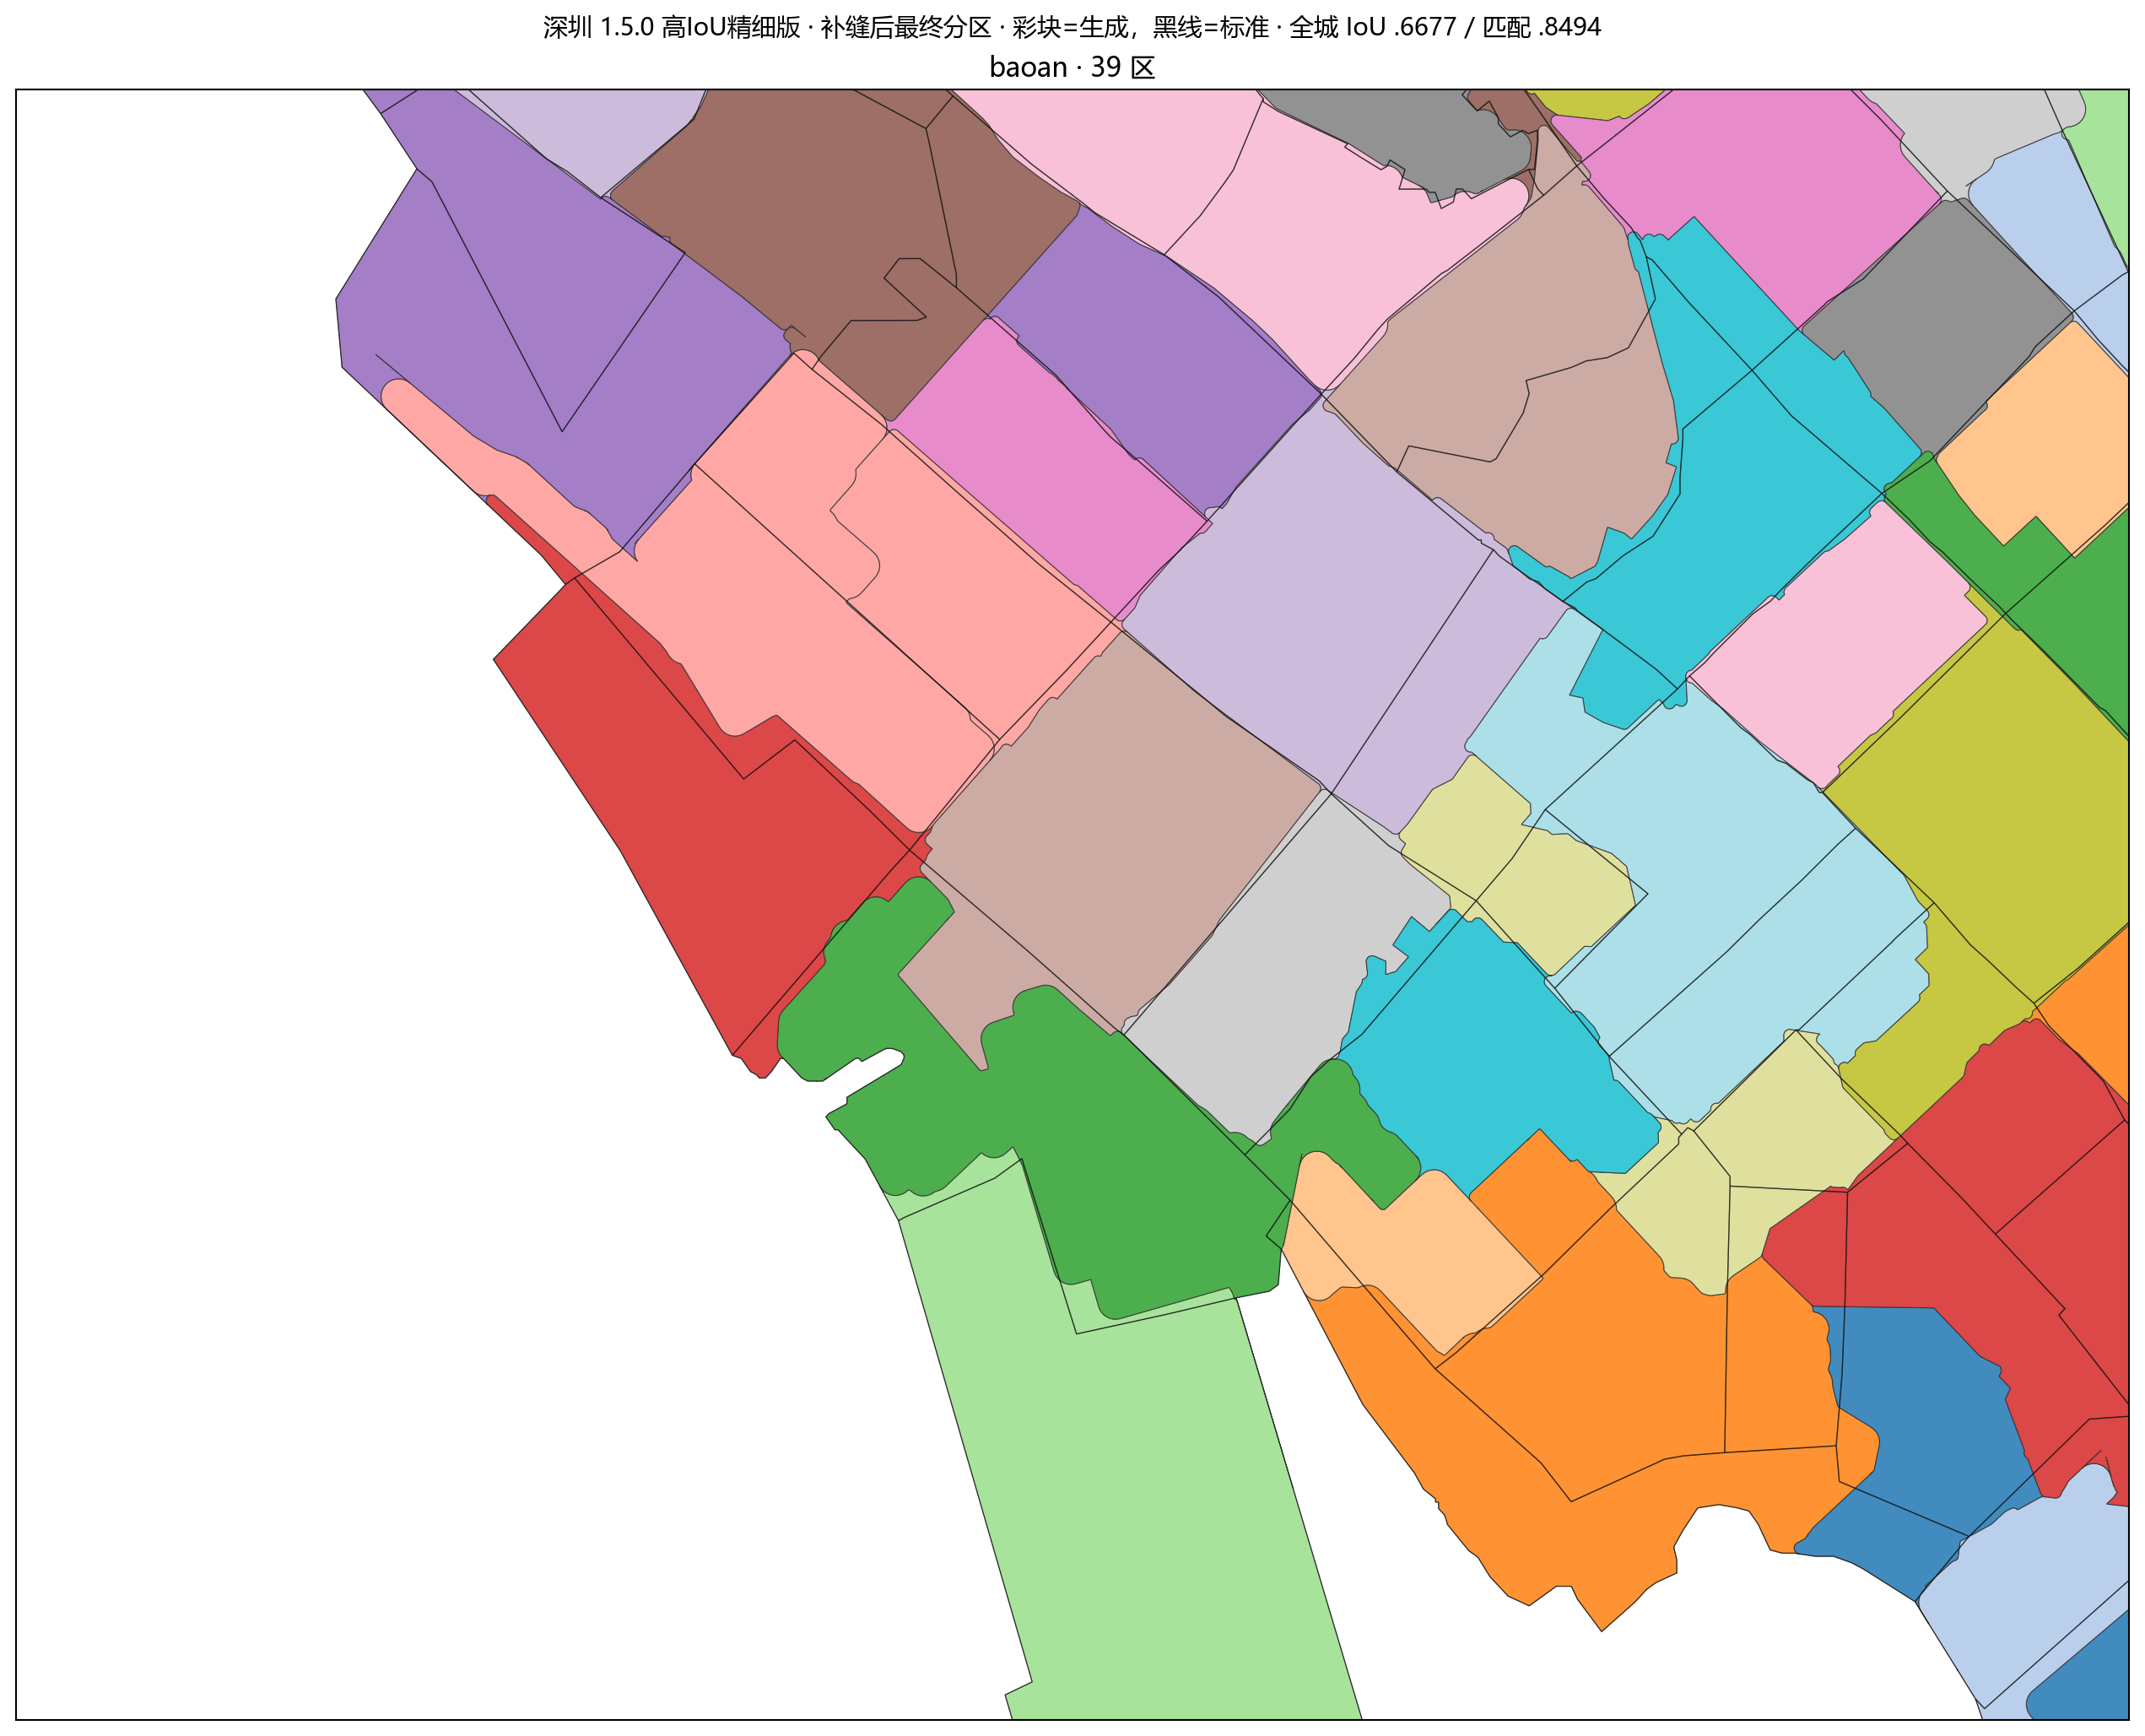 深圳 1.5.0 高IoU精细版 · 补缝后最终分区 · 彩块=生成，黑线=标准 · 全城 IoU .6677 / 匹配 .8494
baoan · 39 区